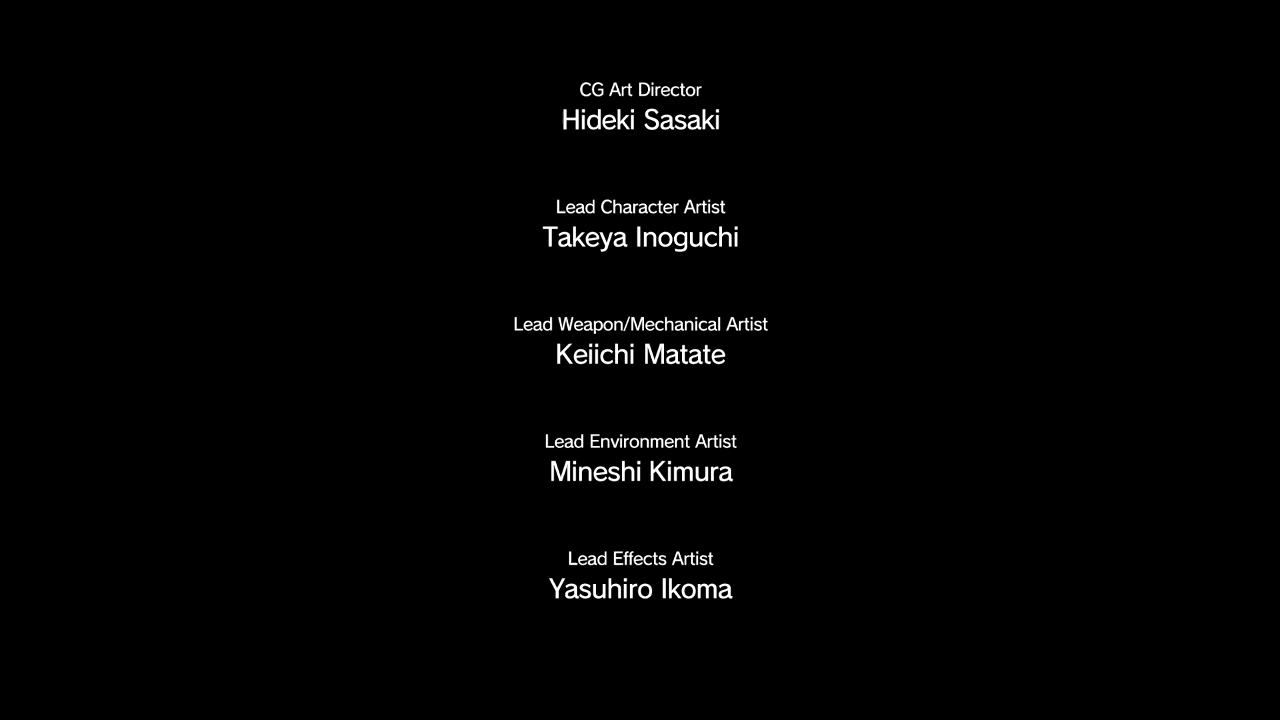 CG Art Director
Hideki Sasaki
Lead Character Artist
Takeya Inoguchi
Lead Weapon/Mechanical Artist
Keiichi Matate
Lead Environment Artist
Mineshi Kimura
Lead Effects Artist
Yasuhiro Ikoma